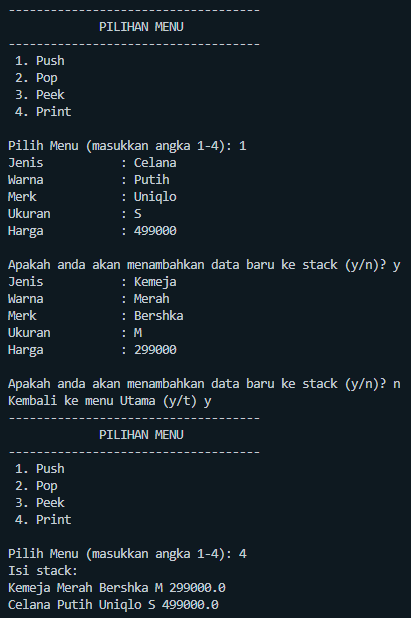 ------------------------------------
PILIHAN MENU
------------------------------------
1. Push
2. Pop
3. Peek
4. Print
Pilih Menu (masukkan angka 1-4): 1
Jenis : Celana
Warna : Putih
Merk : Uniqlo
Ukuran : S
Harga : 499000
Apakah anda akan menambahkan data baru ke stack (y/n)? y
Jenis : Kemeja
Warna : Merah
Merk : Bershka
Ukuran : M
Harga : 299000
Apakah anda akan menambahkan data baru ke stack (y/n)? n
Kembali ke menu Utama (y/t) y
------------------------------------
PILIHAN MENU
------------------------------------
1. Push
2. Pop
3. Peek
4. Print
Pilih Menu (masukkan angka 1-4): 4
Isi stack:
Kemeja Merah Bershka M 299000.0
Celana Putih Uniqlo S 499000.0